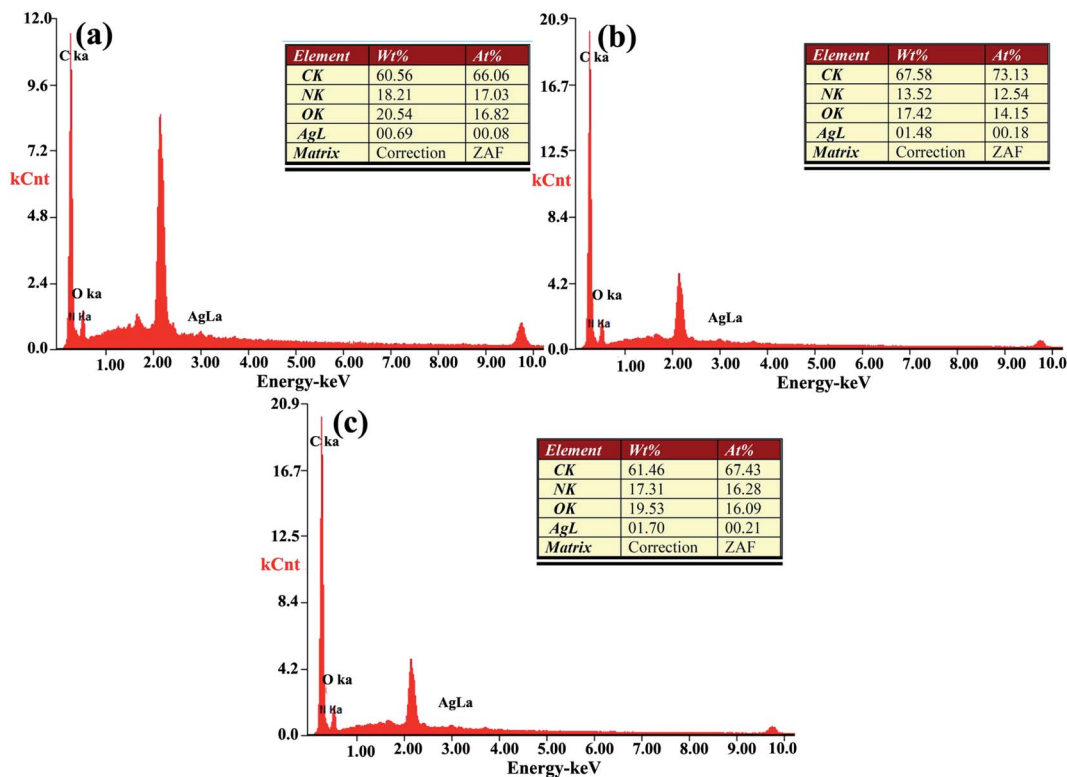 (a)
12.0
9.6
7.2
kCnt
4.8
2.4
0.0
C ka
O ka
N Ka
AgLa
1.00 2.00 3.00 4.00 5.00 6.00 7.00 8.00 9.00 10.0
Energy-keV
Element Wt% At%
CK 60.56 66.06
NK 18.21 17.03
OK 20.54 16.82
AgL 00.69 00.08
Matrix Correction ZAF
(b)
20.9
16.7
12.5
kCnt
8.4
4.2
0.0
C ka
O ka
N Ka
AgLa
1.00 2.00 3.00 4.00 5.00 6.00 7.00 8.00 9.00 10.0
Energy-keV
Element Wt% At%
CK 67.58 73.13
NK 13.52 12.54
OK 17.42 14.15
AgL 01.48 00.18
Matrix Correction ZAF
(c)
20.9
16.7
12.5
kCnt
8.4
4.2
0.0
C ka
O ka
N Ka
AgLa
1.00 2.00 3.00 4.00 5.00 6.00 7.00 8.00 9.00 10.0
Energy-keV
Element Wt% At%
CK 61.46 67.43
NK 17.31 16.28
OK 19.53 16.09
AgL 01.70 00.21
Matrix Correction ZAF